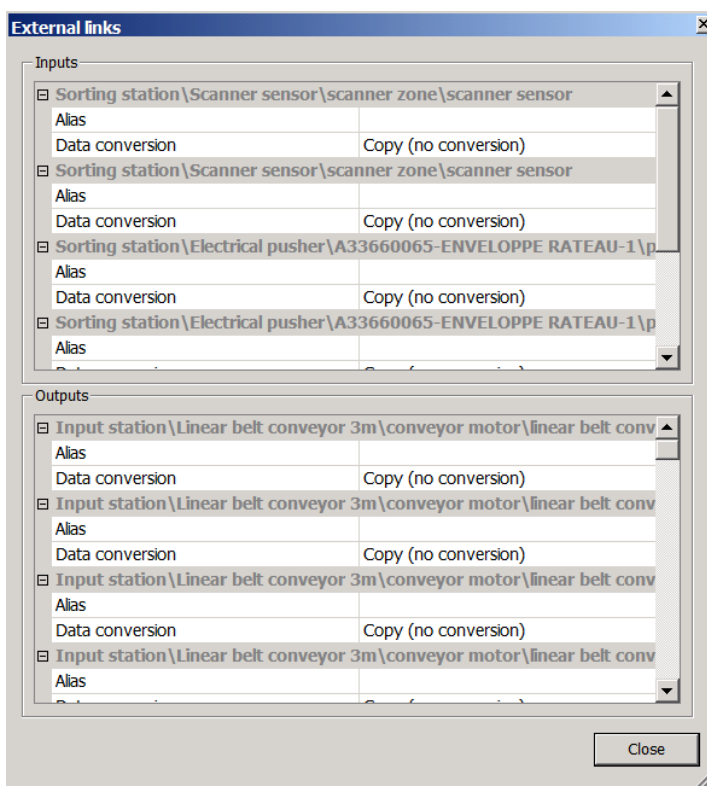 External links
Inputs
Sorting station\Scanner sensor\scanner zone\scanner sensor
Alias
Data conversion Copy (no conversion)
Sorting station\Scanner sensor\scanner zone\scanner sensor
Alias
Data conversion Copy (no conversion)
Sorting station\Electrical pusher\A33660065-ENVELOPPE RATEAU-1\p
Alias
Data conversion Copy (no conversion)
Sorting station\Electrical pusher\A33660065-ENVELOPPE RATEAU-1\p
Alias
Outputs
Input station\Linear belt conveyor 3m\conveyor motor\linear belt conv
Alias
Data conversion Copy (no conversion)
Input station\Linear belt conveyor 3m\conveyor motor\linear belt conv
Alias
Data conversion Copy (no conversion)
Input station\Linear belt conveyor 3m\conveyor motor\linear belt conv
Alias
Data conversion Copy (no conversion)
Input station\Linear belt conveyor 3m\conveyor motor\linear belt conv
Alias
Close